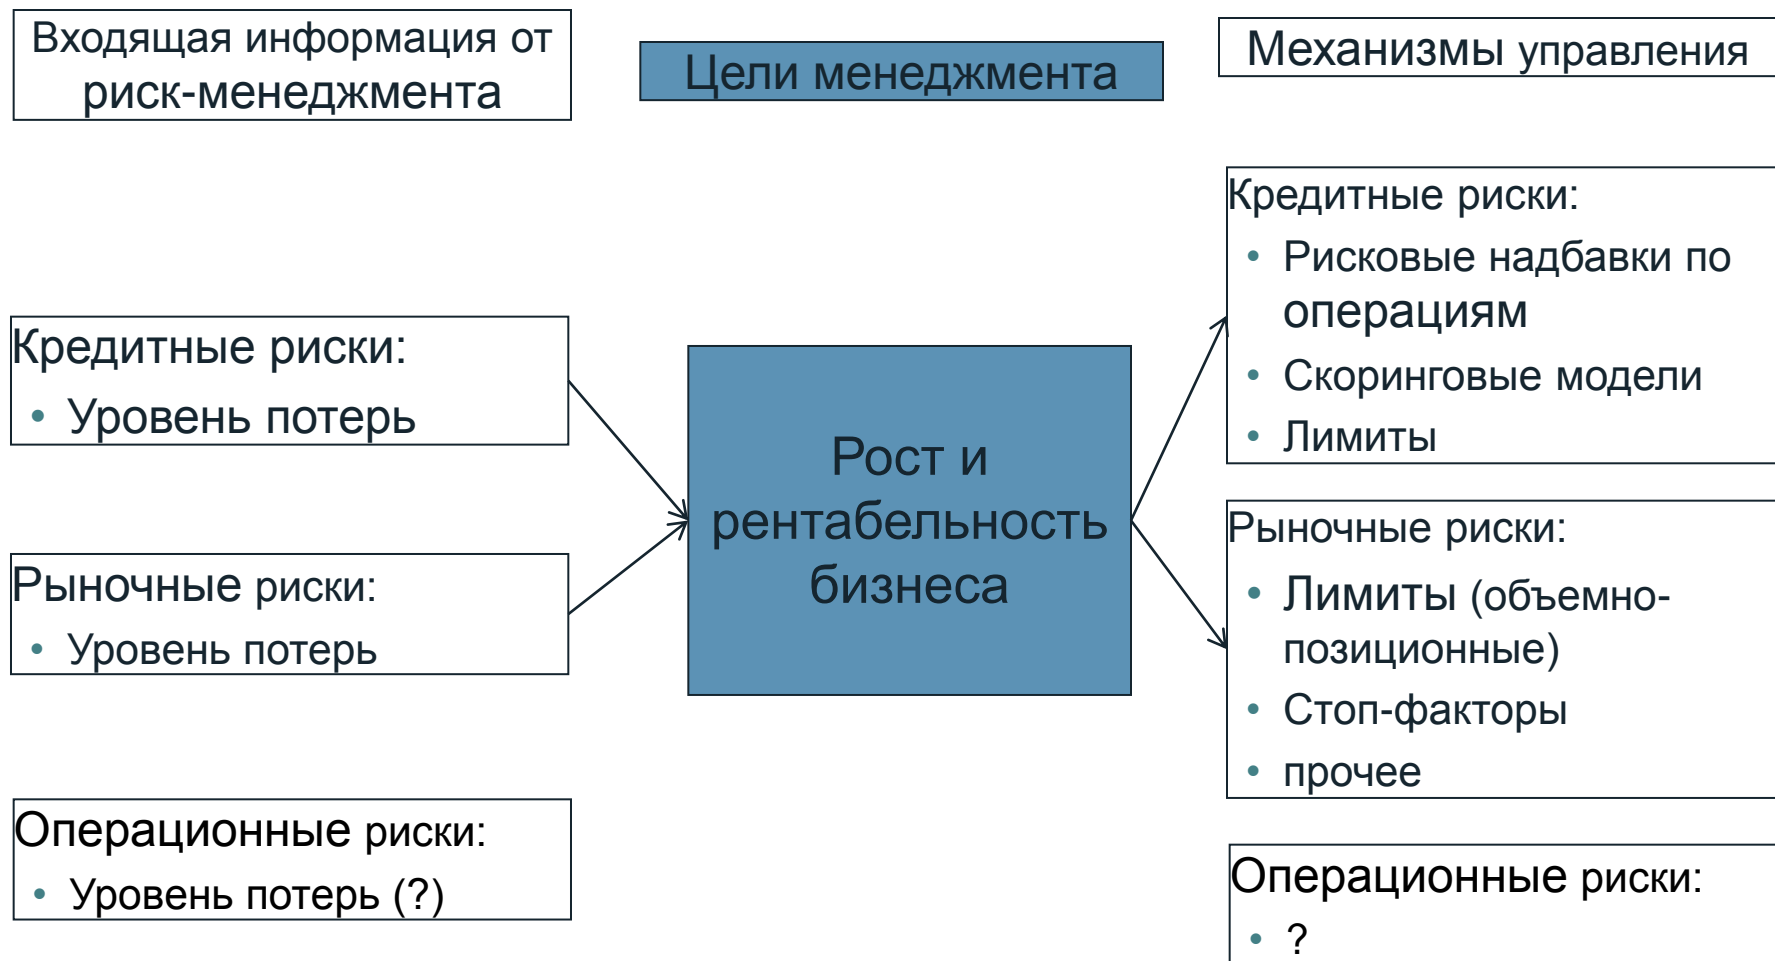 Входящая информация от
риск-менеджмента
Цели менеджмента
Механизмы управления
Кредитные риски:
• Уровень потерь
Рыночные риски:
• Уровень потерь
Операционные риски:
• Уровень потерь (?)
Рост и
рентабельность
бизнеса
Кредитные риски:
• Рисковые надбавки по
операциям
• Скоринговые модели
• Лимиты
Рыночные риски:
• Лимиты (объемно-
позиционные)
• Стоп-факторы
• прочее
Операционные риски:
• ?